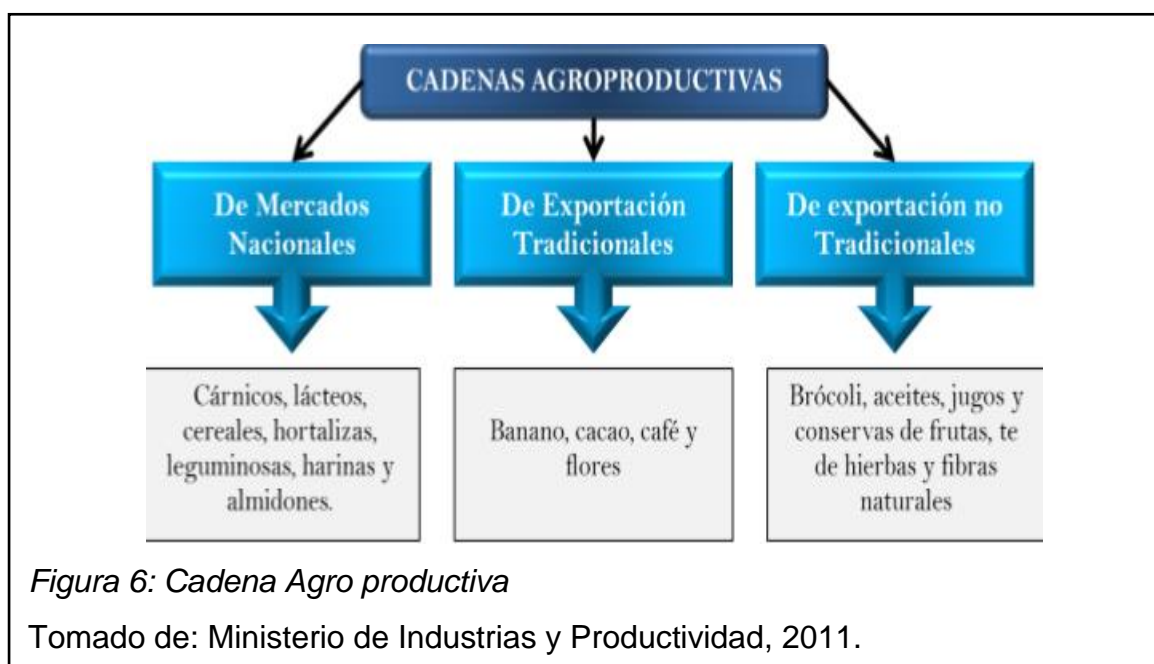 CADENAS AGROPRODUCTIVAS
De Mercados
Nacionales
De Exportación
Tradicionales
De exportación no
Tradicionales
Cárnicos, lácteos,
cereales, hortalizas,
leguminosas, harinas y
almidones.
Banano, cacao, café y
flores
Brócoli, aceites, jugos y
conservas de frutas, te
de hierbas y fibras
naturales
Figura 6: Cadena Agro productiva
Tomado de: Ministerio de Industrias y Productividad, 2011.